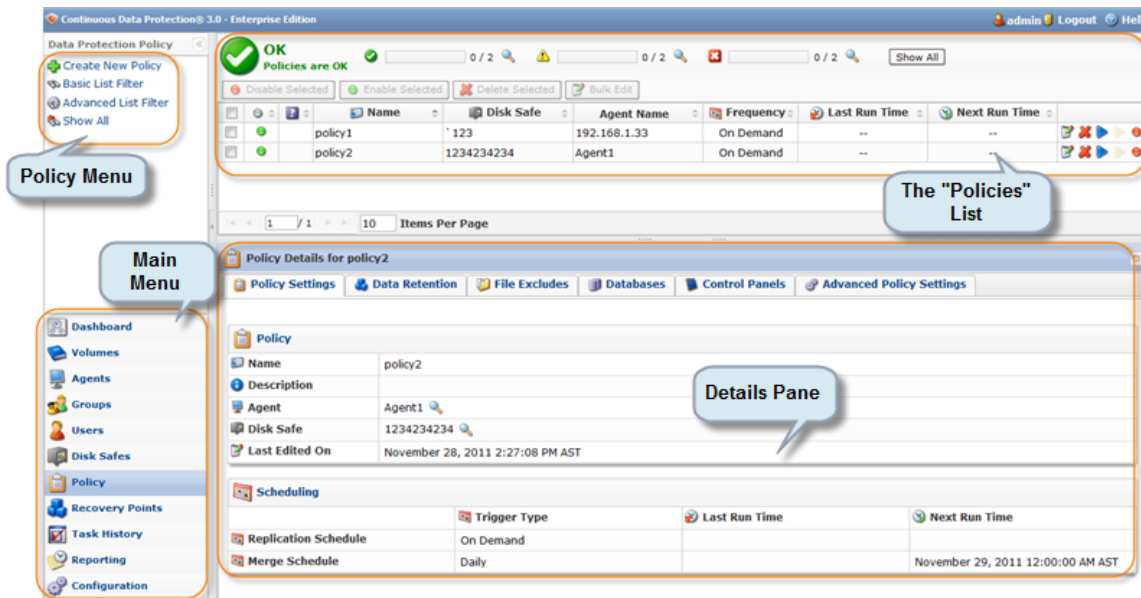 Continuous Data Protection® 3.0 - Enterprise Edition
admin Logout Hel
Data Protection Policy
Create New Policy
Basic List Filter
Advanced List Filter
Show All
Policy Menu
OK
Policies are OK
0 / 2
0 / 2
0 / 2
Show All
Disable Selected Enable Selected Delete Selected Bulk Edit
Name Disk Safe Agent Name Frequency Last Run Time Next Run Time
policy1 `123 192.168.1.33 On Demand -- --
policy2 1234234234 Agent1 On Demand -- --
The "Policies" List
1 / 1 10 Items Per Page
Main Menu
Dashboard
Volumes
Agents
Groups
Users
Disk Safes
Policy
Recovery Points
Task History
Reporting
Configuration
Policy Details for policy2
Policy Settings Data Retention File Excludes Databases Control Panels Advanced Policy Settings
Policy
Name policy2
Description
Agent Agent1
Disk Safe 1234234234
Last Edited On November 28, 2011 2:27:08 PM AST
Details Pane
Scheduling
Trigger Type Last Run Time Next Run Time
Replication Schedule On Demand
Merge Schedule Daily November 29, 2011 12:00:00 AM AST